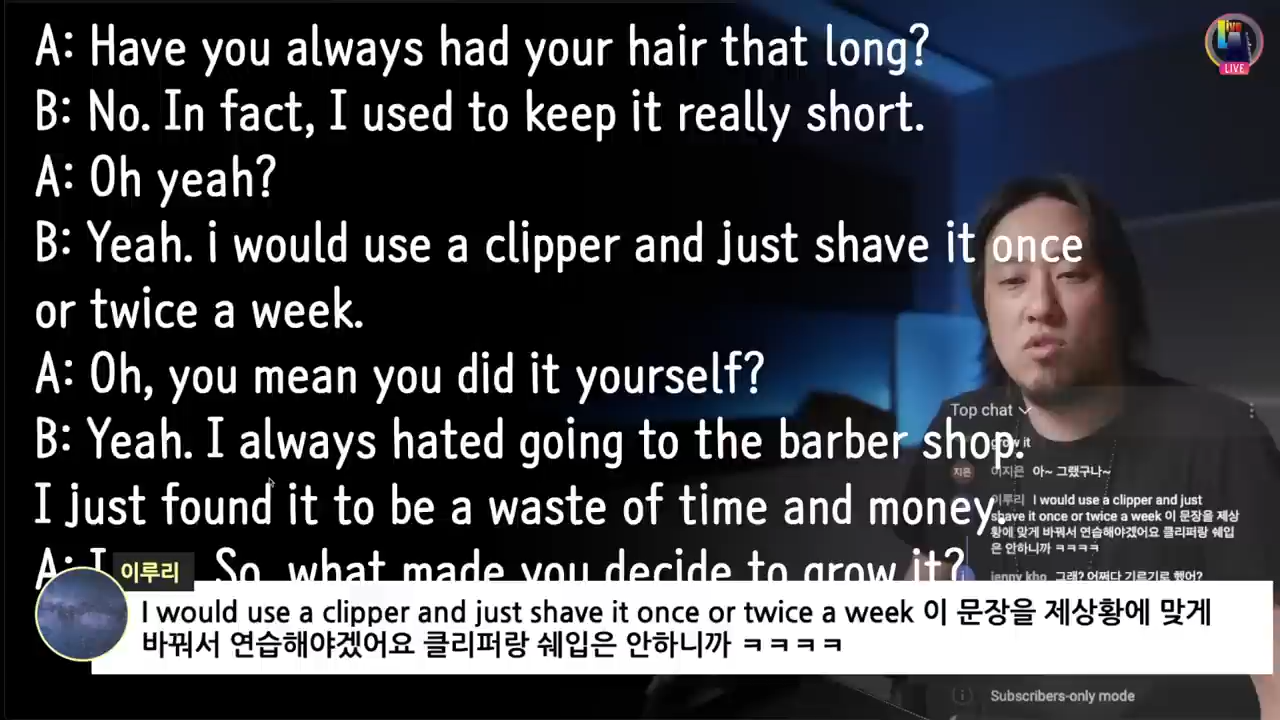 A: Have you always had your hair that long?
B: No. In fact, I used to keep it really short.
A: Oh yeah?
B: Yeah. i would use a clipper and just shave it once
or twice a week.
A: Oh, you mean you did it yourself?
B: Yeah. I always hated going to the barber shop.
I just found it to be a waste of time and money.
A: I So, what made you decide to grow it?
Live
LIVE
Top chat
grow it
지은 이지은 아~ 그랬구나~
이루리 I would use a clipper and just
shave it once or twice a week 이 문장을 제상
황에 맞게 바꿔서 연습해야겠어요 클리퍼랑 쉐입
은 안하니까 ㅋㅋㅋㅋ
jenny kho 그래? 어쩌다 기르기로 했어?
이루리
I would use a clipper and just shave it once or twice a week 이 문장을 제상황에 맞게
바꿔서 연습해야겠어요 클리퍼랑 쉐입은 안하니까 ㅋㅋㅋㅋ
Subscribers-only mode